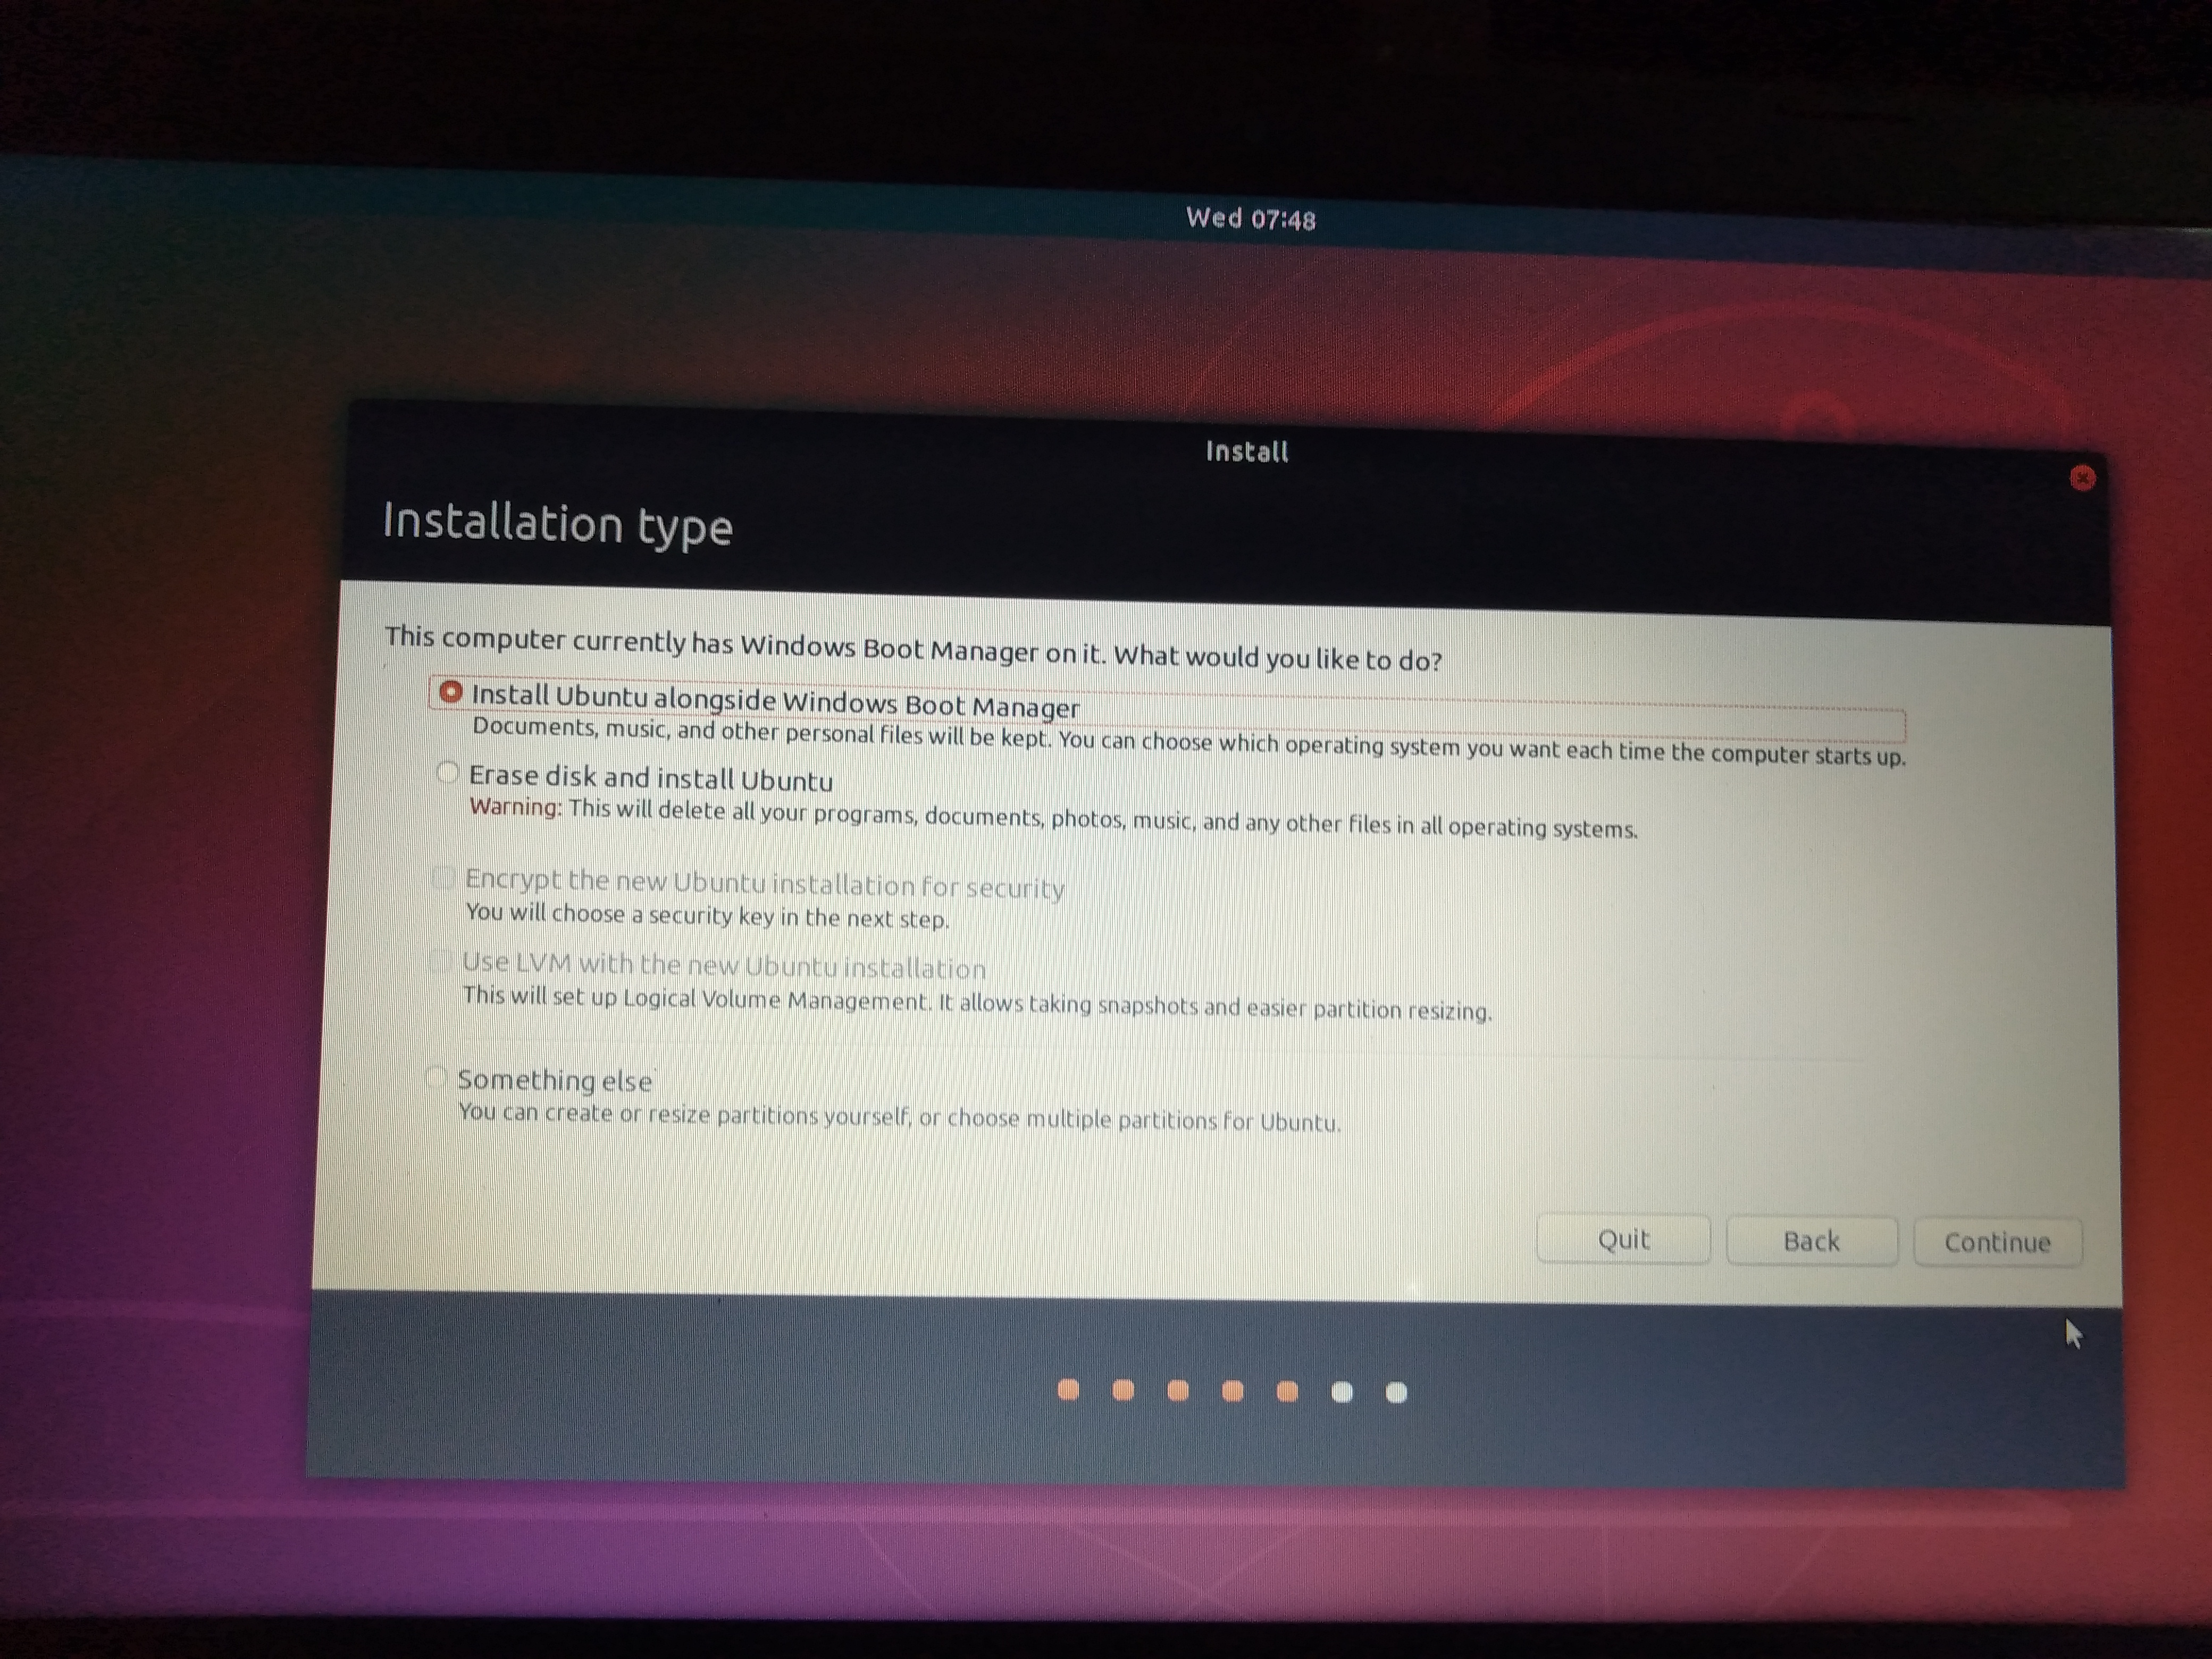 Wed 07:48
Install
Installation type
This computer currently has Windows Boot Manager on it. What would you like to do?
Install Ubuntu alongside Windows Boot Manager
Documents, music, and other personal files will be kept. You can choose which operating system you want each time the computer starts up.
Erase disk and install Ubuntu
Warning: This will delete all your programs, documents, photos, music, and any other files in all operating systems.
Encrypt the new Ubuntu installation for security
You will choose a security key in the next step.
Use LVM with the new Ubuntu installation
This will set up Logical Volume Management. It allows taking snapshots and easier partition resizing.
Something else
You can create or resize partitions yourself, or choose multiple partitions for Ubuntu.
Quit Back Continue